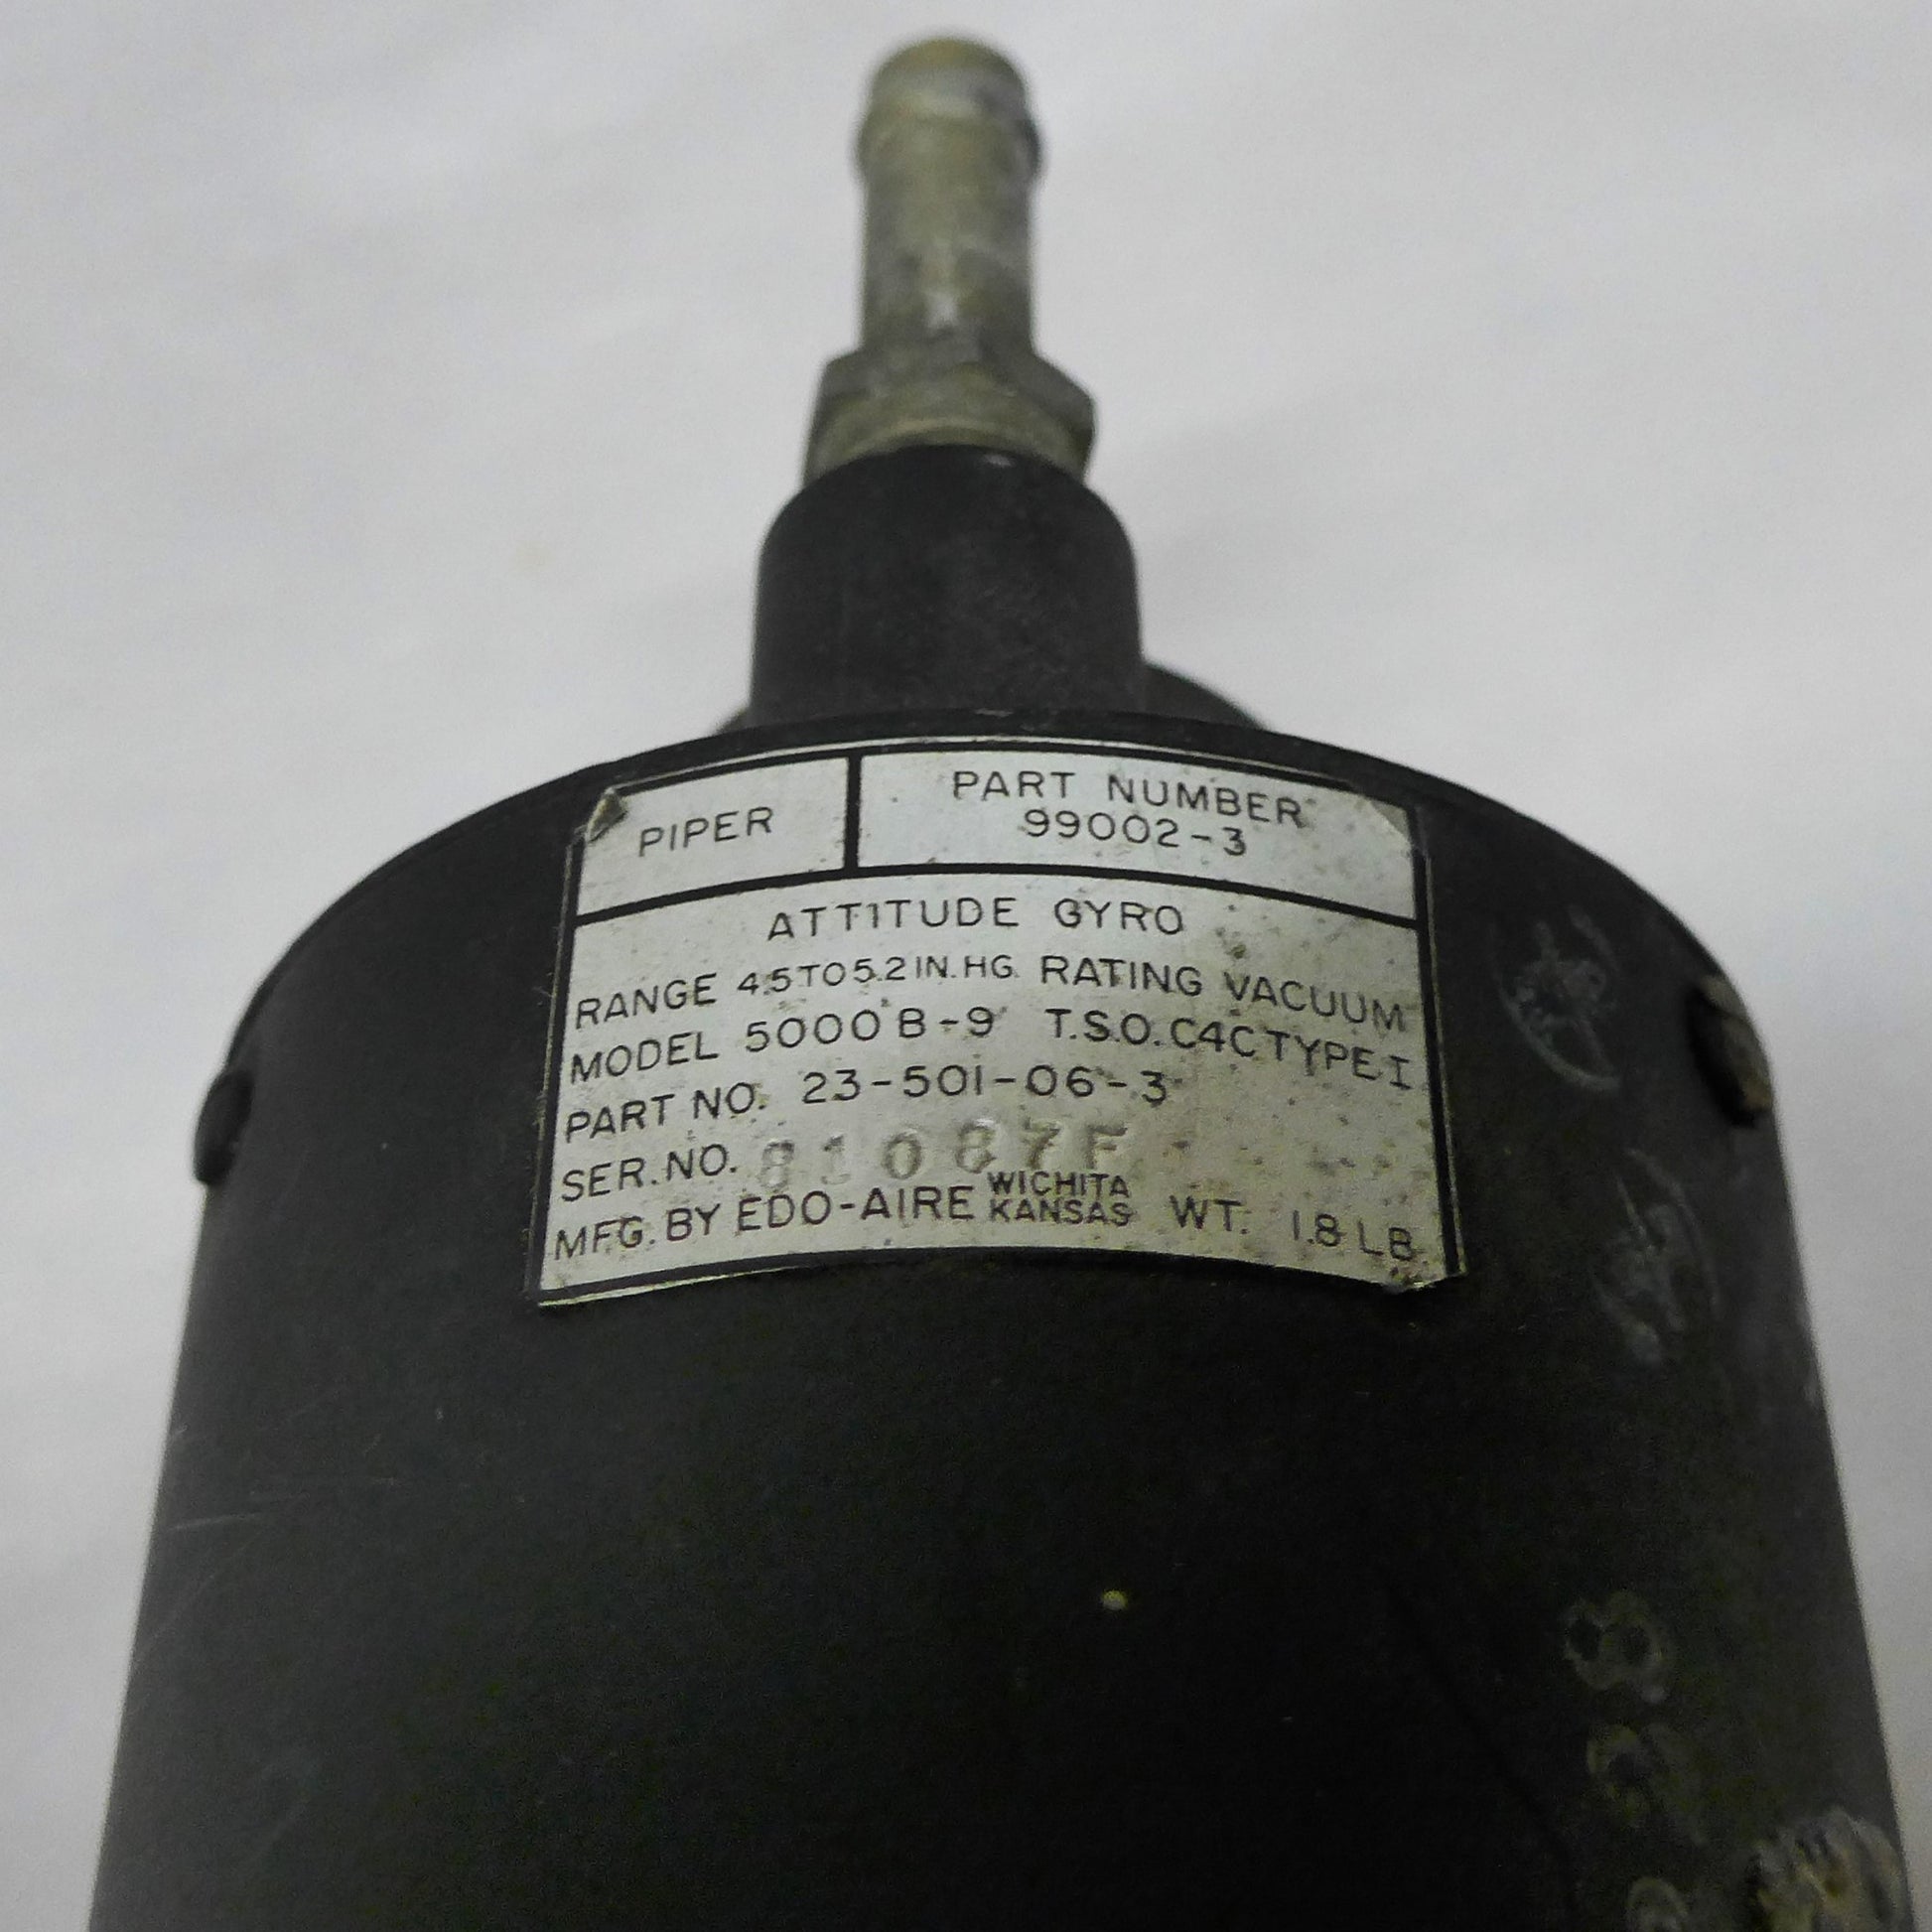 PIPER
PART NUMBER
99002-3
ATTITUDE GYRO
RANGE 4.5 TO 5.2 IN. HG. RATING VACUUM
MODEL 5000 B-9 T.S.O. C4C TYPE I
PART NO. 23-501-06-3
SER. NO. 81087F
MFG. BY EDO-AIRE WICHITA KANSAS WT. 1.8 LB